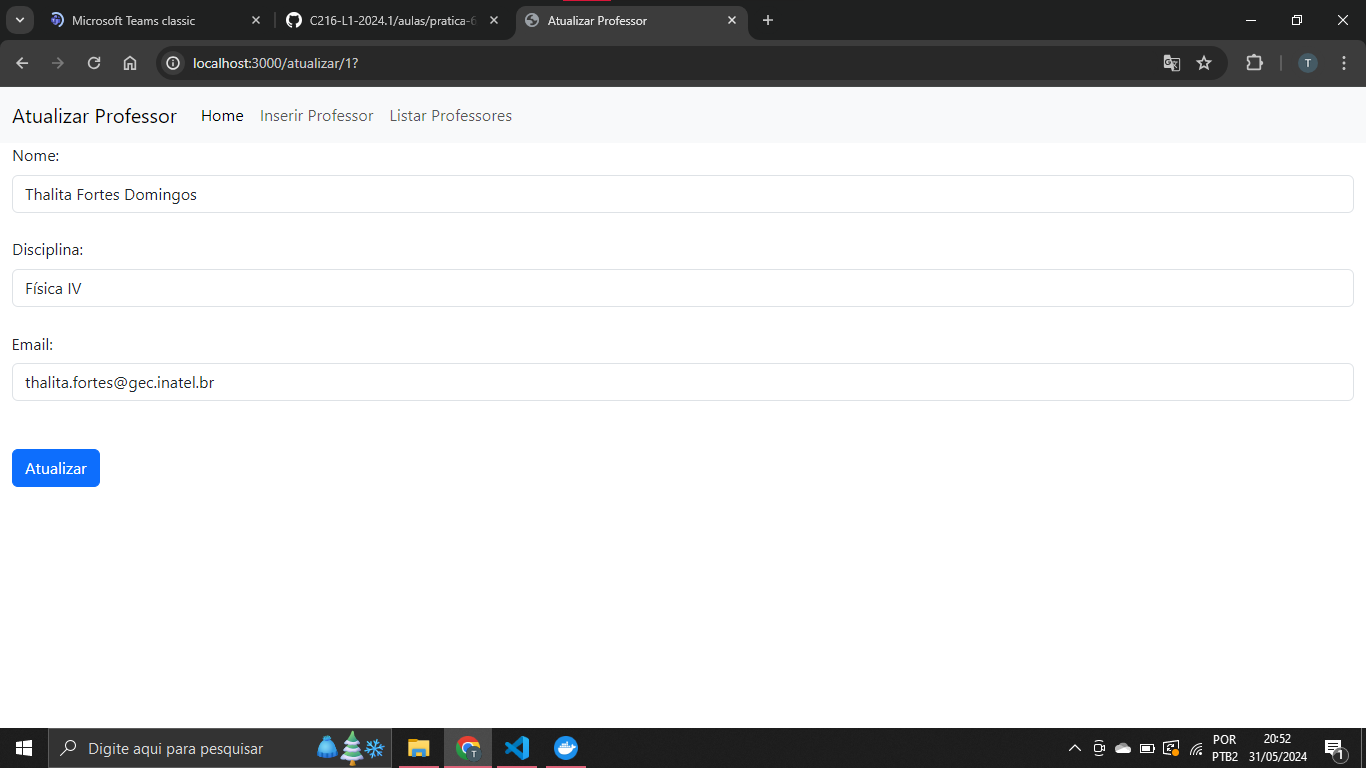 Microsoft Teams classic
C216-L1-2024.1/aulas/pratica-6
Atualizar Professor
localhost:3000/atualizar/1?
T
Atualizar Professor Home Inserir Professor Listar Professores
Nome:
Thalita Fortes Domingos
Disciplina:
Física IV
Email:
thalita.fortes@gec.inatel.br
Atualizar
Digite aqui para pesquisar
T
POR
PTB2
20:52
31/05/2024
1